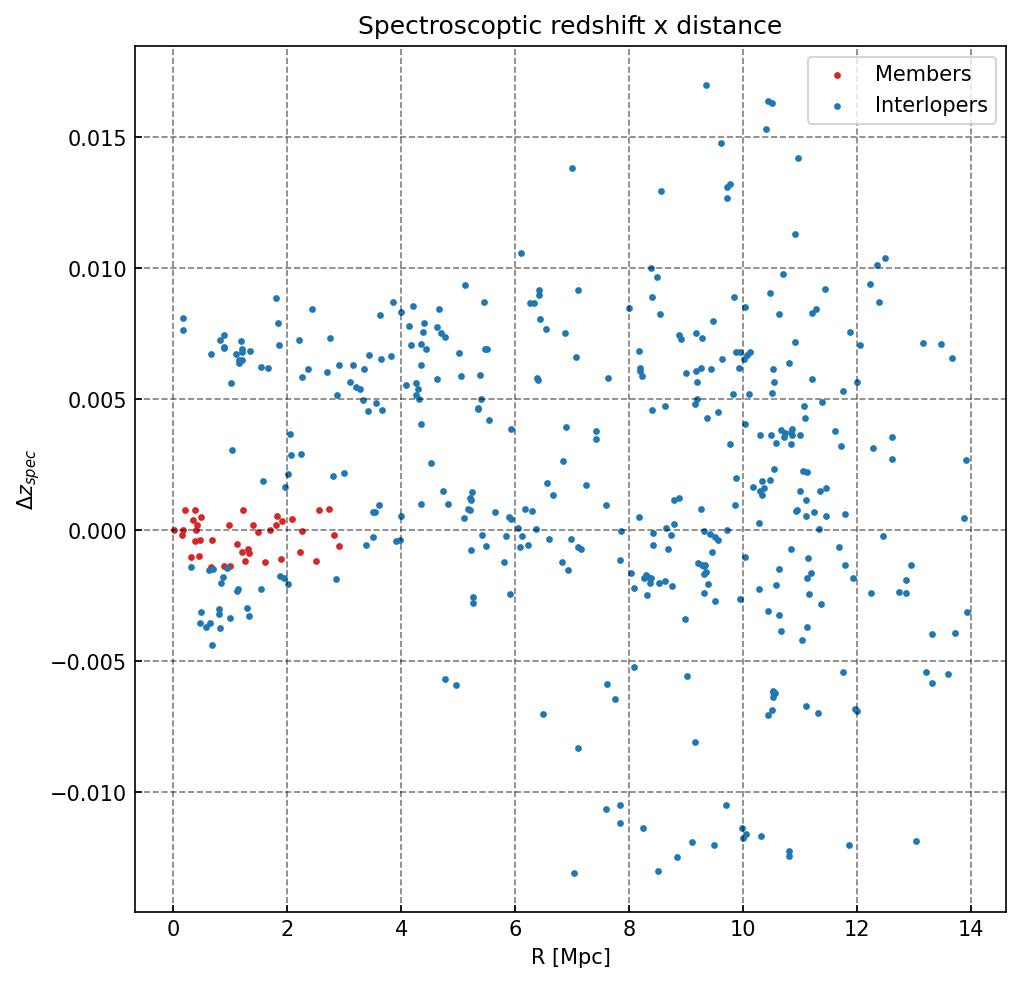 Spectroscoptic redshift x distance
Members
Interlopers
0.015
0.010
0.005
0.000
−0.005
−0.010
Δz_spec
0 2 4 6 8 10 12 14
R [Mpc]